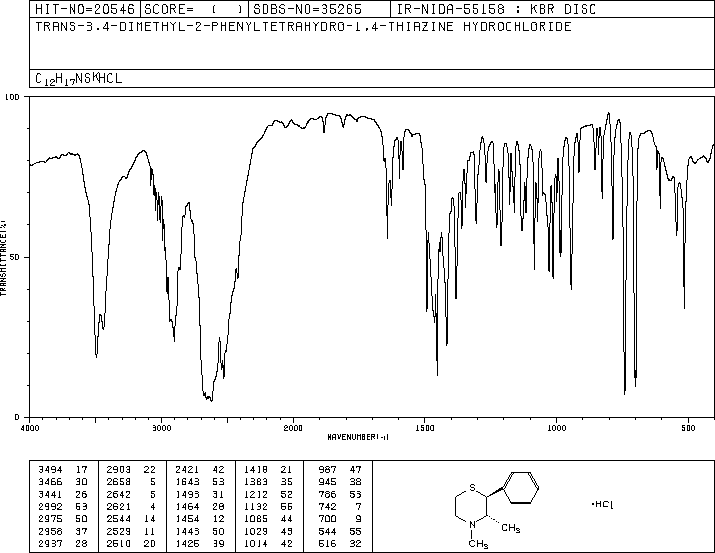 HIT-NO=20546 SCORE= ( ) SDBS-NO=35265 IR-NIDA-55158 : KBR DISC
TRANS-3,4-DIMETHYL-2-PHENYLTETRAHYDRO-1,4-THIAZINE HYDROCHLORIDE
C12H17NS*HCL
100
50
0
TRANSMITTANCE(%)
4000 3000 2000 1500 1000 500
WAVENUMBER(-1)
3494 17 2903 22 2421 42 1418 21 987 47
3466 30 2658 5 1643 53 1383 35 945 38
3441 26 2642 5 1493 31 1212 52 786 53
2992 53 2621 4 1464 28 1132 55 742 7
2975 50 2544 14 1454 12 1085 44 700 9
2958 37 2529 11 1443 50 1029 43 544 55
2937 28 2510 20 1425 39 1014 42 516 32
S
N
CH3
CH3
·HCl